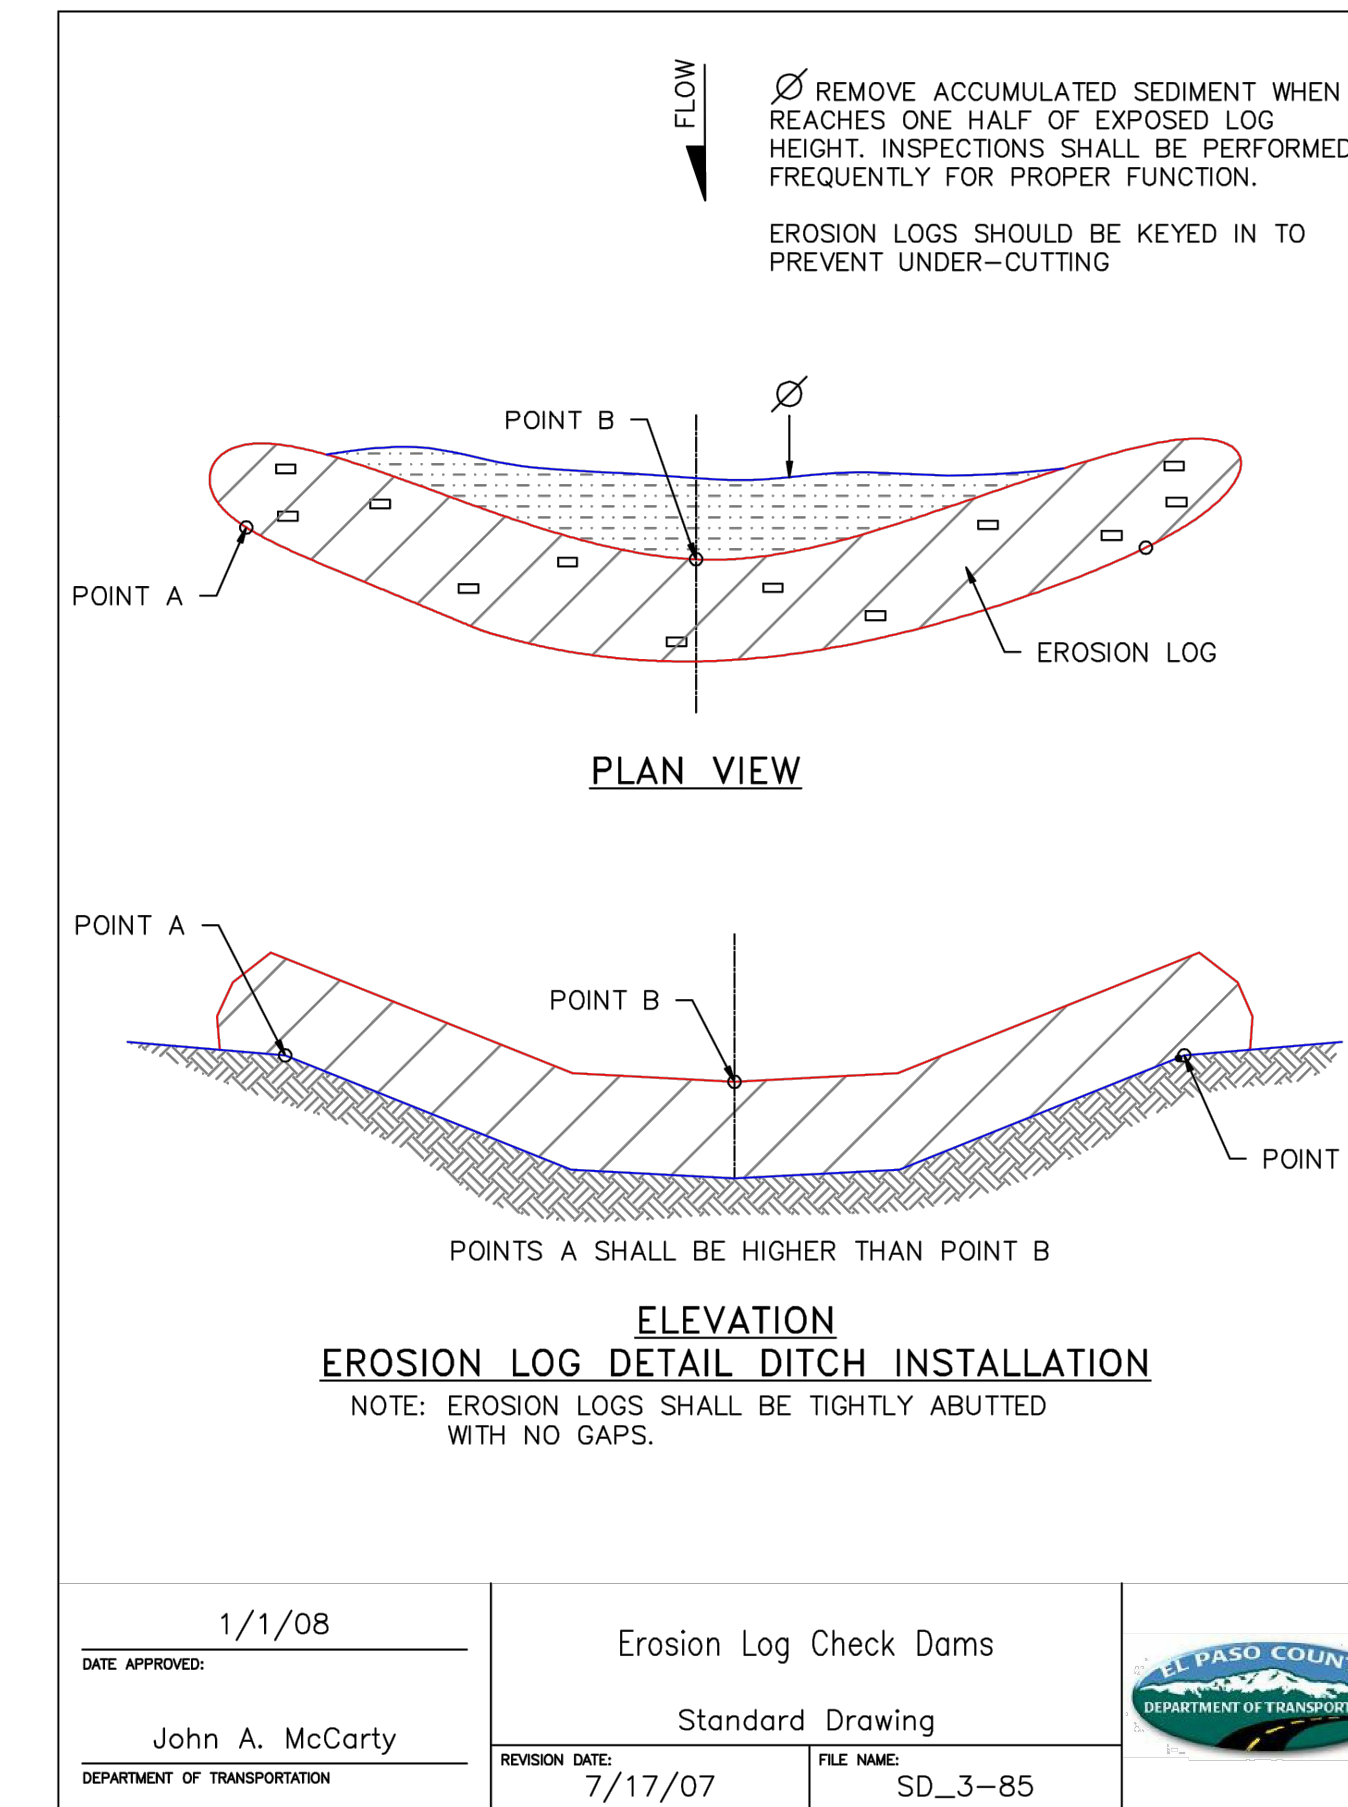 FLOW
Ø REMOVE ACCUMULATED SEDIMENT WHEN
REACHES ONE HALF OF EXPOSED LOG
HEIGHT. INSPECTIONS SHALL BE PERFORMED
FREQUENTLY FOR PROPER FUNCTION.
EROSION LOGS SHOULD BE KEYED IN TO
PREVENT UNDER-CUTTING
Ø
POINT B
POINT A
EROSION LOG
PLAN VIEW
POINT A
POINT B
POINT
POINTS A SHALL BE HIGHER THAN POINT B
ELEVATION
EROSION LOG DETAIL DITCH INSTALLATION
NOTE: EROSION LOGS SHALL BE TIGHTLY ABUTTED
WITH NO GAPS.
1/1/08
DATE APPROVED:
John A. McCarty
DEPARTMENT OF TRANSPORTATION
Erosion Log Check Dams
Standard Drawing
REVISION DATE:
7/17/07
FILE NAME:
SD_3-85
EL PASO COUN
DEPARTMENT OF TRANSPORT